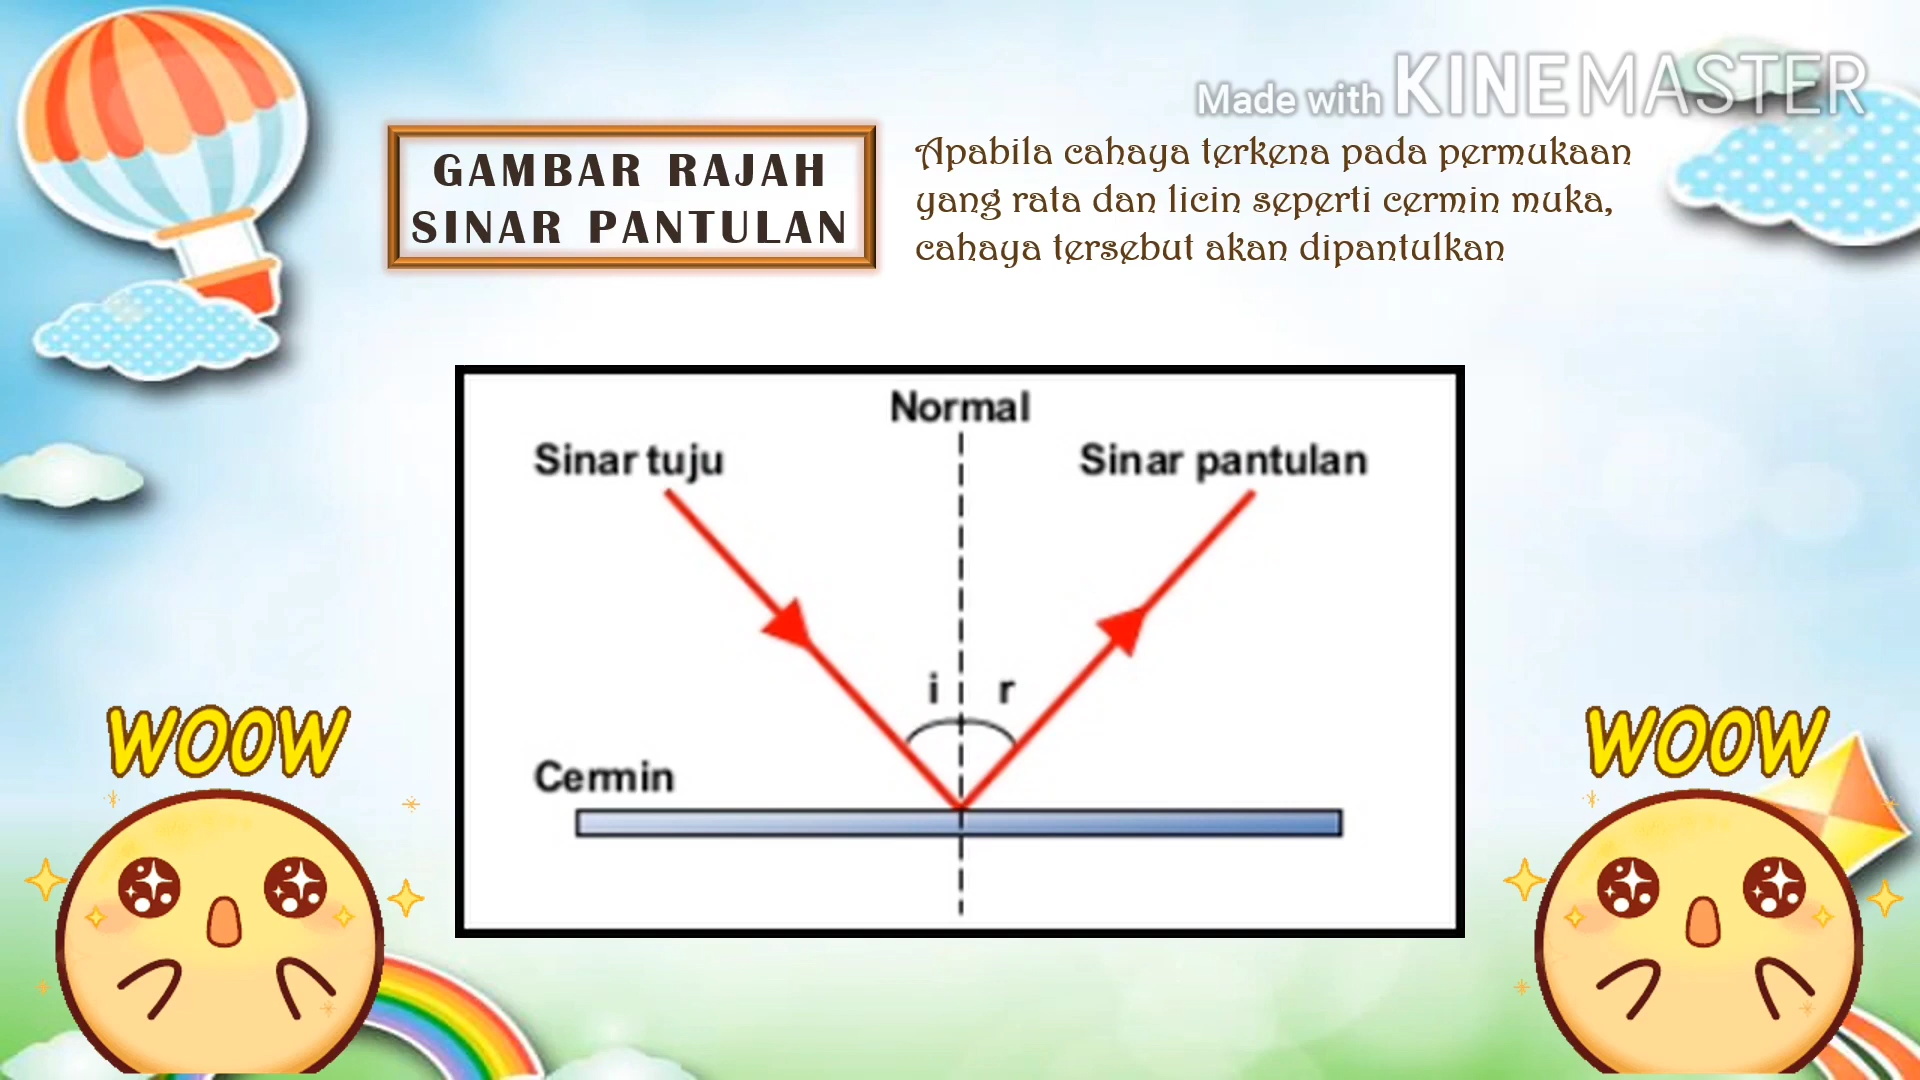 Made with KINEMASTER
GAMBAR RAJAH
SINAR PANTULAN
Apabila cahaya terkena pada permukaan
yang rata dan licin seperti cermin muka,
cahaya tersebut akan dipantulkan
Normal
Sinar tuju
Sinar pantulan
i
r
Cermin
WOOW
WOOW